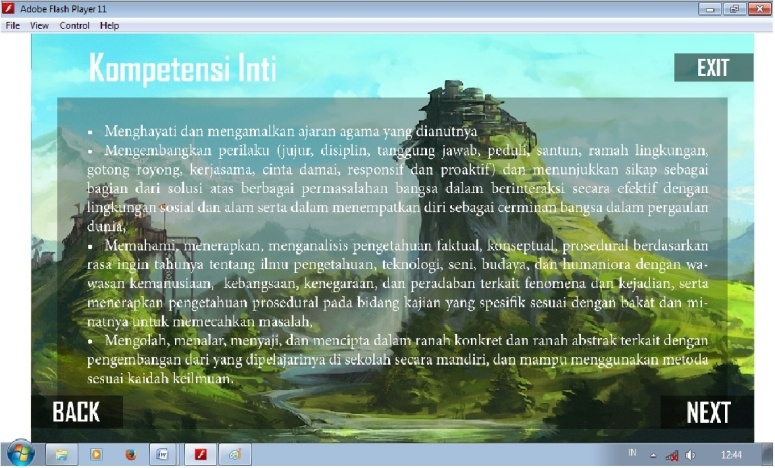 Adobe Flash Player 11
File View Control Help
Kompetensi Inti
EXIT
• Menghayati dan mengamalkan ajaran agama yang dianutnya
• Mengembangkan perilaku (jujur, disiplin, tanggung jawab, peduli, santun, ramah lingkungan,
gotong royong, kerjasama, cinta damai, responsif dan proaktif) dan menunjukkan sikap sebagai
bagian dari solusi atas berbagai permasalahan bangsa dalam berinteraksi secara efektif dengan
lingkungan sosial dan alam serta dalam menempatkan diri sebagai cerminan bangsa dalam pergaulan
dunia,
• Memahami, menerapkan, menganalisis pengetahuan faktual, konseptual, prosedural berdasarkan
rasa ingin tahunya tentang ilmu pengetahuan, teknologi, seni, budaya, dan humaniora dengan wa-
wasan kemanusiaan, kebangsaan, kenegaraan, dan peradaban terkait fenomena dan kejadian, serta
menerapkan pengetahuan prosedural pada bidang kajian yang spesifik sesuai dengan bakat dan mi-
natnya untuk memecahkan masalah,
• Mengolah, menalar, menyaji, dan mencipta dalam ranah konkret dan ranah abstrak terkait dengan
pengembangan dari yang dipelajarinya di sekolah secara mandiri, dan mampu menggunakan metoda
sesuai kaidah keilmuan.
BACK
NEXT
IN
12:44